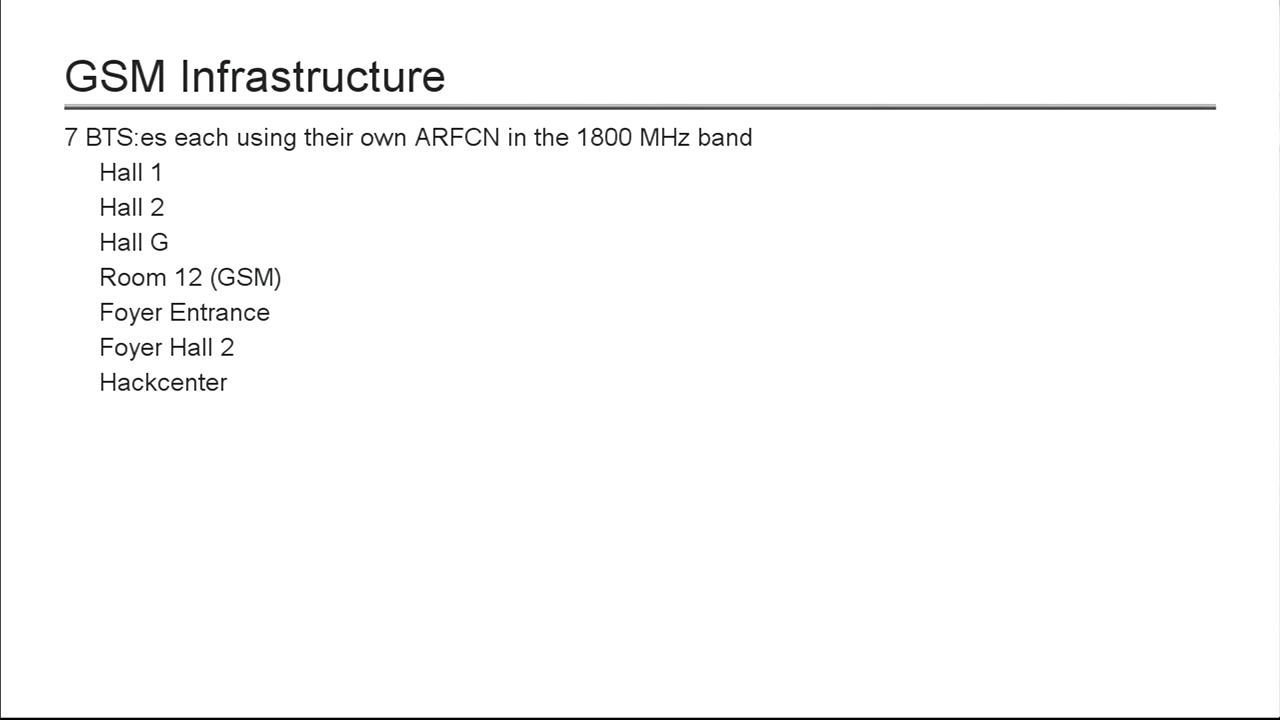 GSM Infrastructure
7 BTS:es each using their own ARFCN in the 1800 MHz band
Hall 1
Hall 2
Hall G
Room 12 (GSM)
Foyer Entrance
Foyer Hall 2
Hackcenter